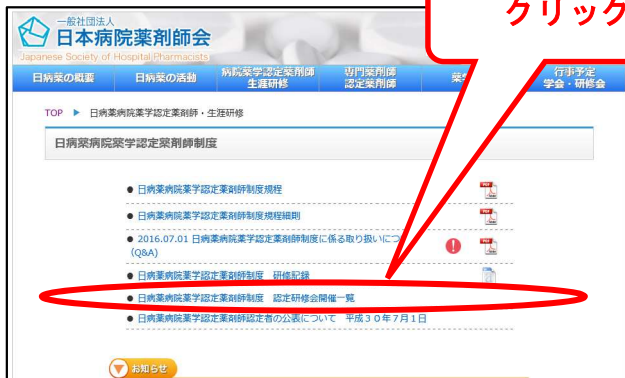 クリック
一般社団法人
日本病院薬剤師会
Japanese Society of Hospital Pharmacists
日病薬の概要
日病薬の活動
病院薬学認定薬剤師
生涯研修
専門薬剤師
認定薬剤師
行事予定
学会・研修会
TOP ▶ 日病薬病院薬学認定薬剤師・生涯研修
日病薬病院薬学認定薬剤師制度
● 日病薬病院薬学認定薬剤師制度規程
● 日病薬病院薬学認定薬剤師制度規程細則
● 2016.07.01 日病薬病院薬学認定薬剤師制度に係る取り扱いにつ
(Q&A)
● 日病薬病院薬学認定薬剤師制度 研修記録
● 日病薬病院薬学認定薬剤師制度 認定研修会開催一覧
● 日病薬病院薬学認定薬剤師認定者の公表について 平成３０年７月１日
お知らせ